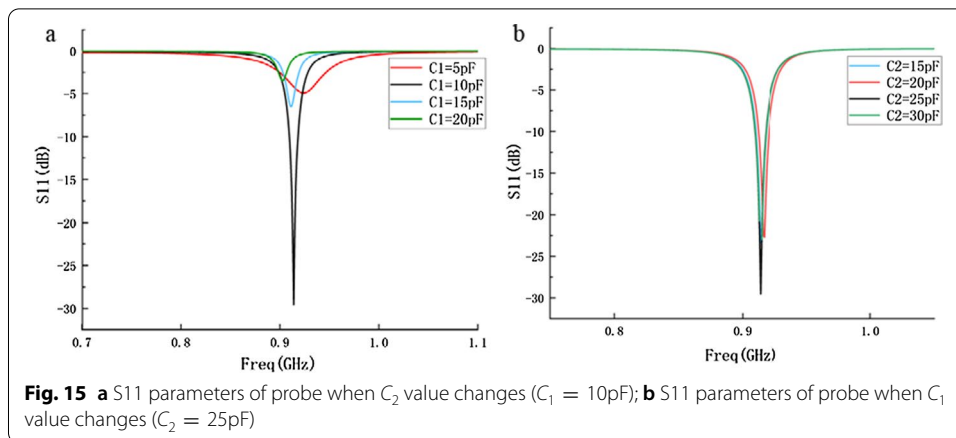 a
0
-5
-10
-15
-20
-25
-30
S11(dB)
C1=5pF
C1=10pF
C1=15pF
C1=20pF
0.7
0.8
0.9
1.0
1.1
Freq(GHz)
b
0
-5
-10
-15
-20
-25
-30
S11(dB)
C2=15pF
C2=20pF
C2=25pF
C2=30pF
0.8
0.9
1.0
Freq(GHz)
Fig. 15 a S11 parameters of probe when C2 value changes (C1 = 10pF); b S11 parameters of probe when C1
value changes (C2 = 25pF)